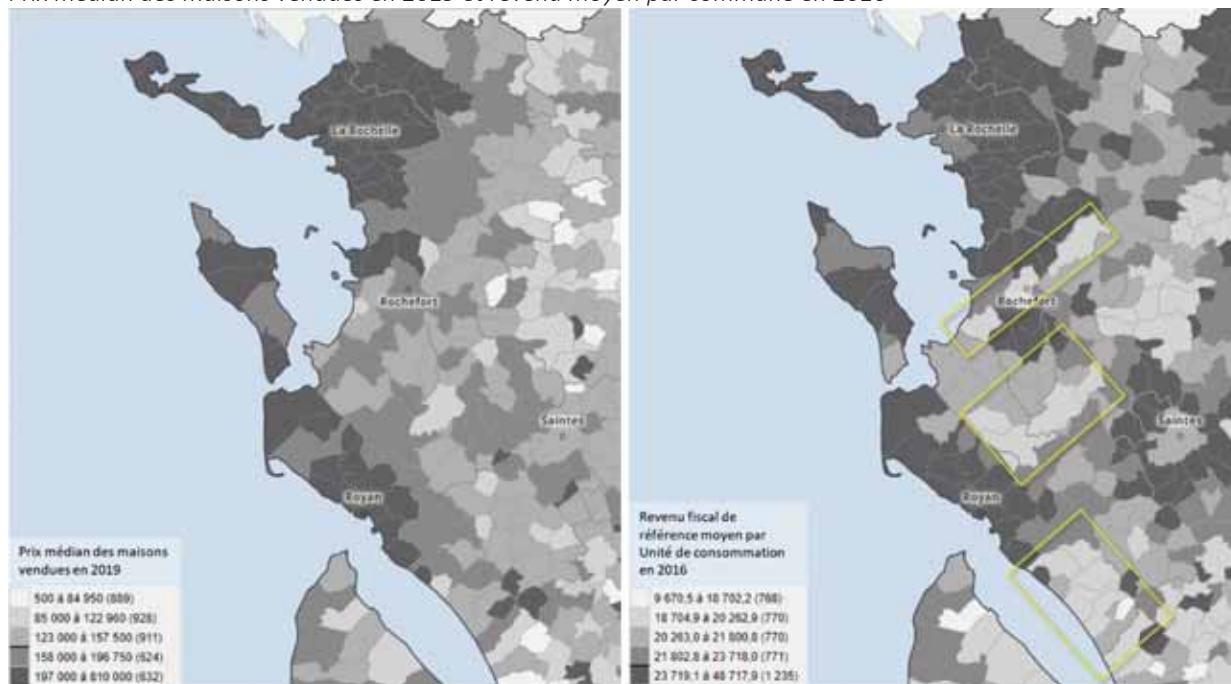 Prix médian des maisons vendues en 2019 et revenu moyen par commune en 2016
La Rochelle
Rochefort
Saintes
Royan
Prix médian des maisons
vendues en 2019
500 à 84 950 (889)
85 000 à 122 960 (928)
123 000 à 157 500 (911)
158 000 à 196 750 (624)
197 000 à 810 000 (632)
La Rochelle
Rochefort
Saintes
Royan
Revenu fiscal de
référence moyen par
Unité de consommation
en 2016
9 670,5 à 18 702,2 (768)
18 704,9 à 20 262,9 (770)
20 263,0 à 21 800,8 (770)
21 802,8 à 23 718,0 (771)
23 719,1 à 48 717,9 (1 235)